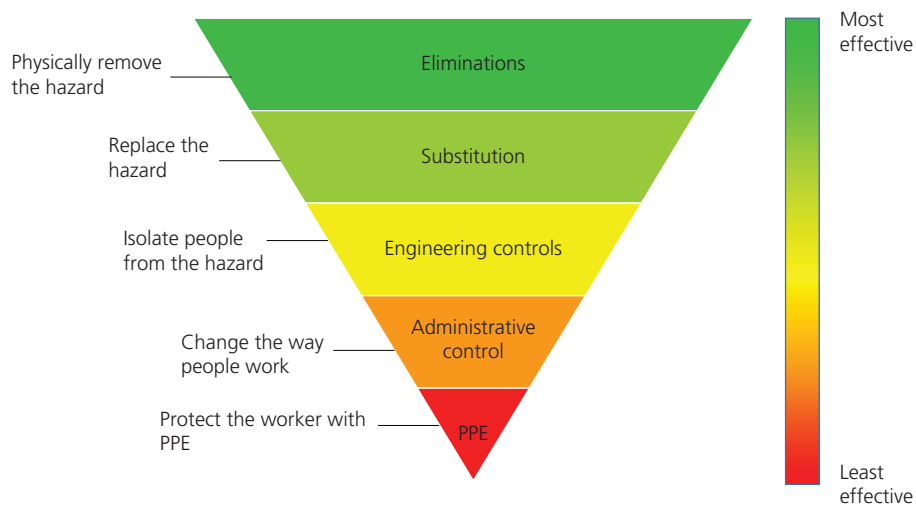 Most
effective
Physically remove
the hazard
Eliminations
Replace the
hazard
Substitution
Isolate people
from the hazard
Engineering controls
Change the way
people work
Administrative
control
Protect the worker with
PPE
PPE
Least
effective